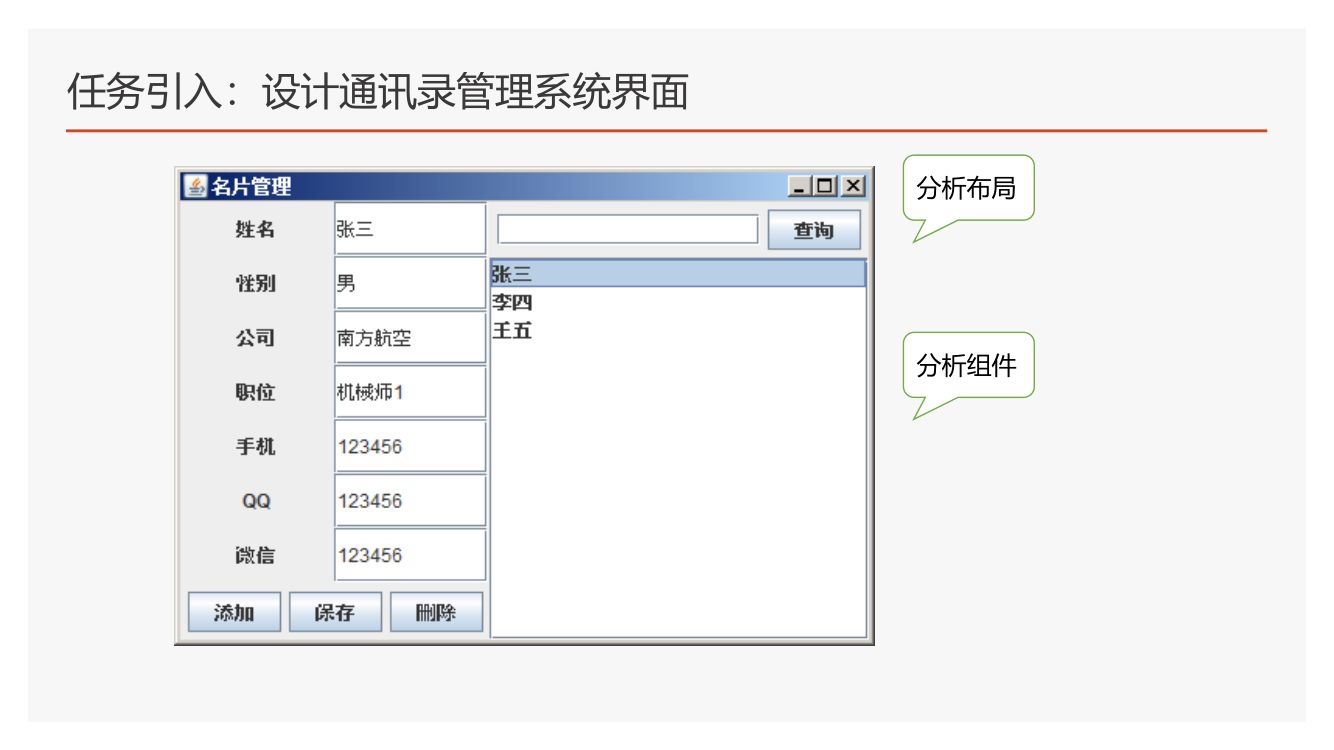 任务引入：设计通讯录管理系统界面
名片管理
分析布局
姓名 张三 查询
性别 男 张三
李四
公司 南方航空 王五
分析组件
职位 机械师1
手机 123456
QQ 123456
微信 123456
添加 保存 删除